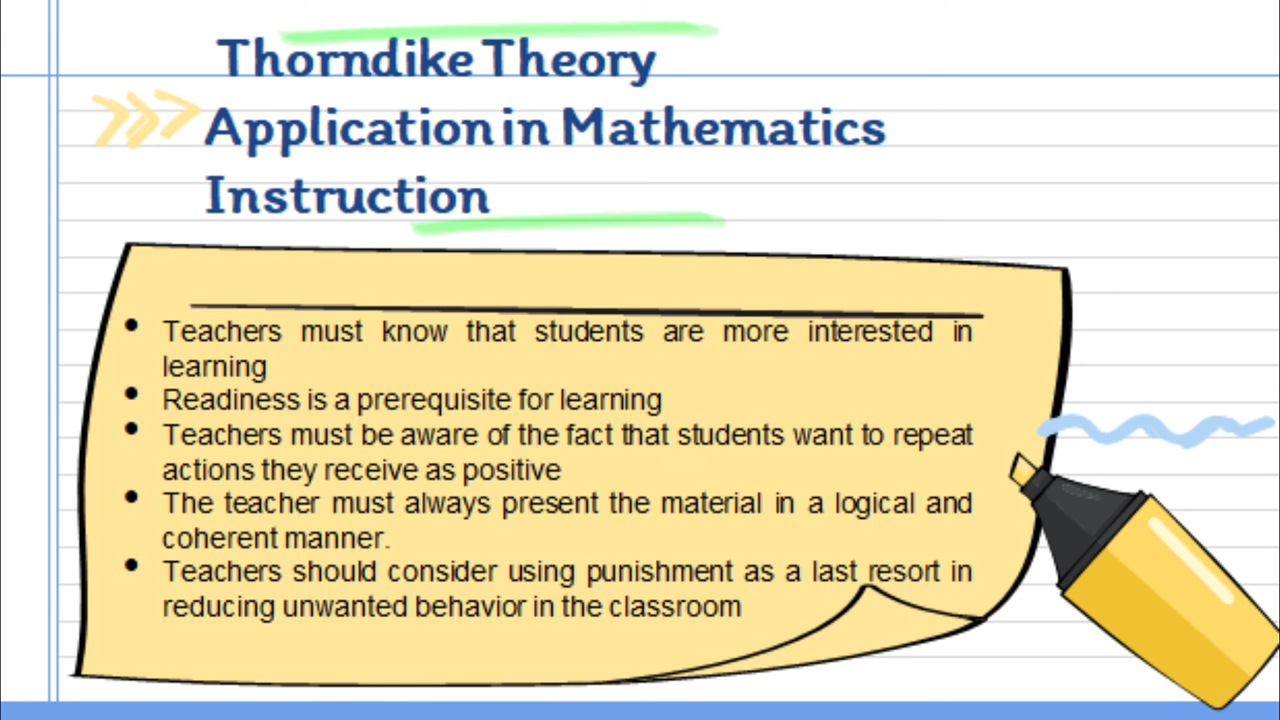 Thorndike Theory
Application in Mathematics
Instruction
• Teachers must know that students are more interested in
learning
• Readiness is a prerequisite for learning
• Teachers must be aware of the fact that students want to repeat
actions they receive as positive
• The teacher must always present the material in a logical and
coherent manner.
• Teachers should consider using punishment as a last resort in
reducing unwanted behavior in the classroom